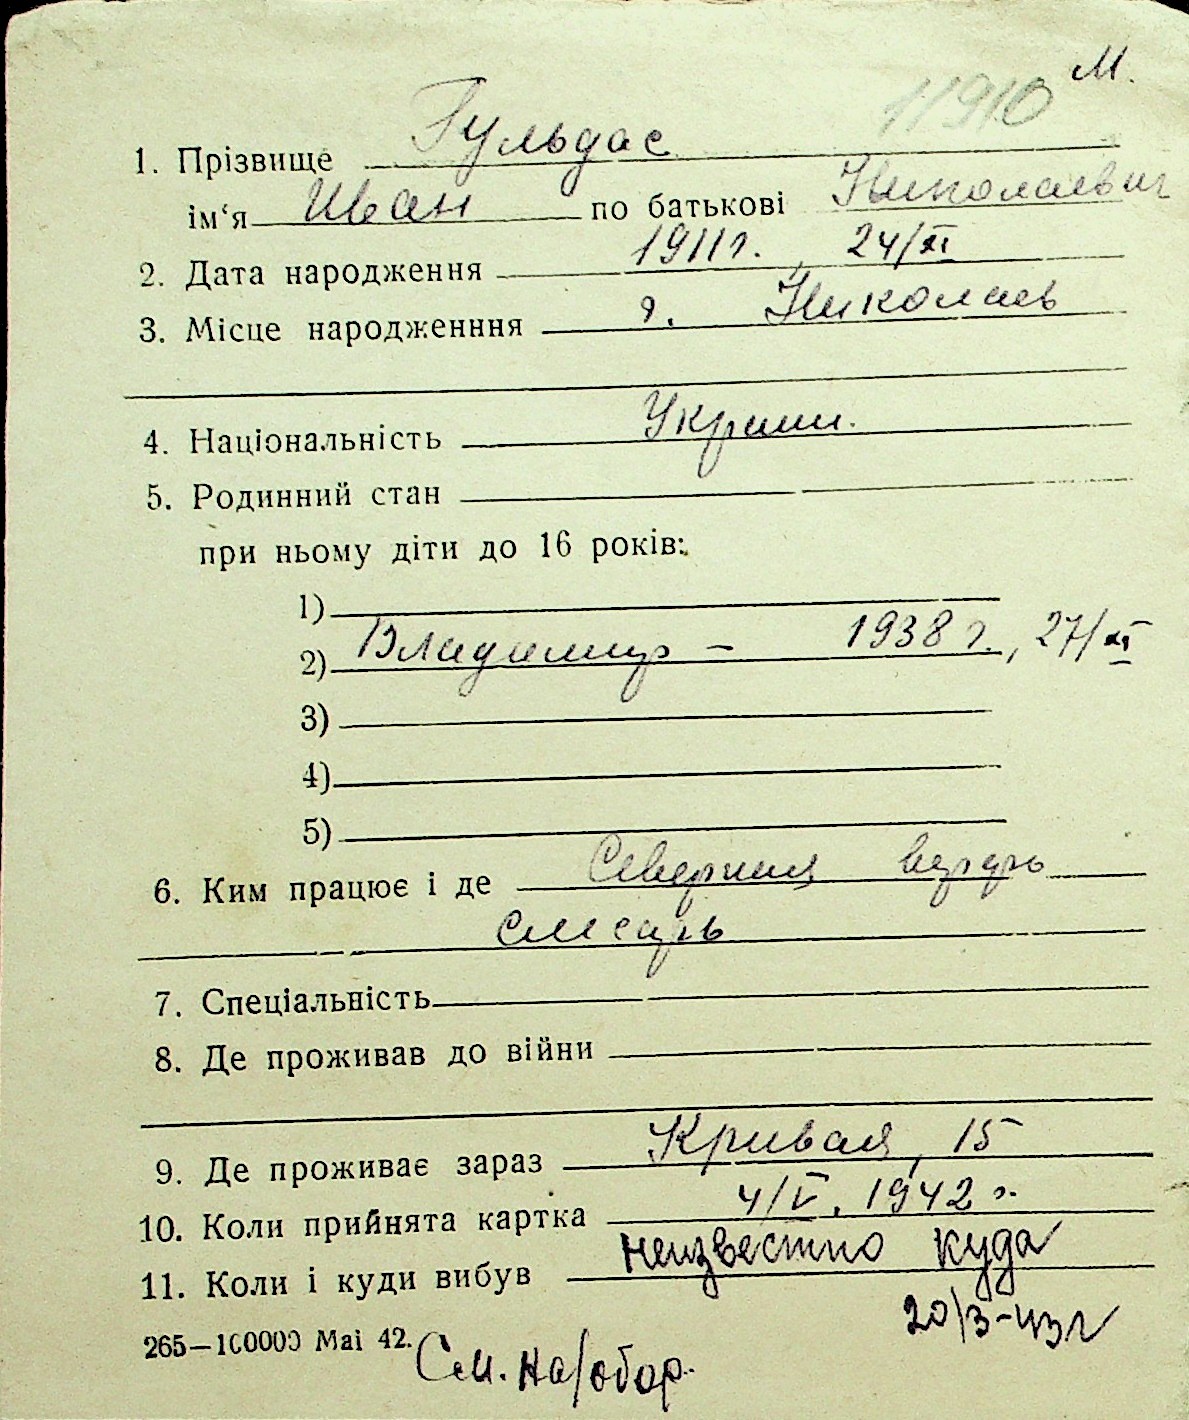 М.
11910
1. Прізвище Гульдас
ім‘я Иван по батькові Николаевич
2. Дата народження 1911 г., 24/XI
3. Місце народженння г. Николаев
4. Національність Украин.
5. Родинний стан
при ньому діти до 16 років:
1)
2) Владимир – 1938 г., 27/XI
3)
4)
5)
6. Ким працює і де Северная верфь
слесарь
7. Спеціальність
8. Де проживав до війни
9. Де проживає зараз Кривая, 15
10. Коли прийнята картка 4/V. 1942 г.
11. Коли і куди вибув неизвестно куда
20/3-43 г
265—100000 Mai 42. См. на/обор.